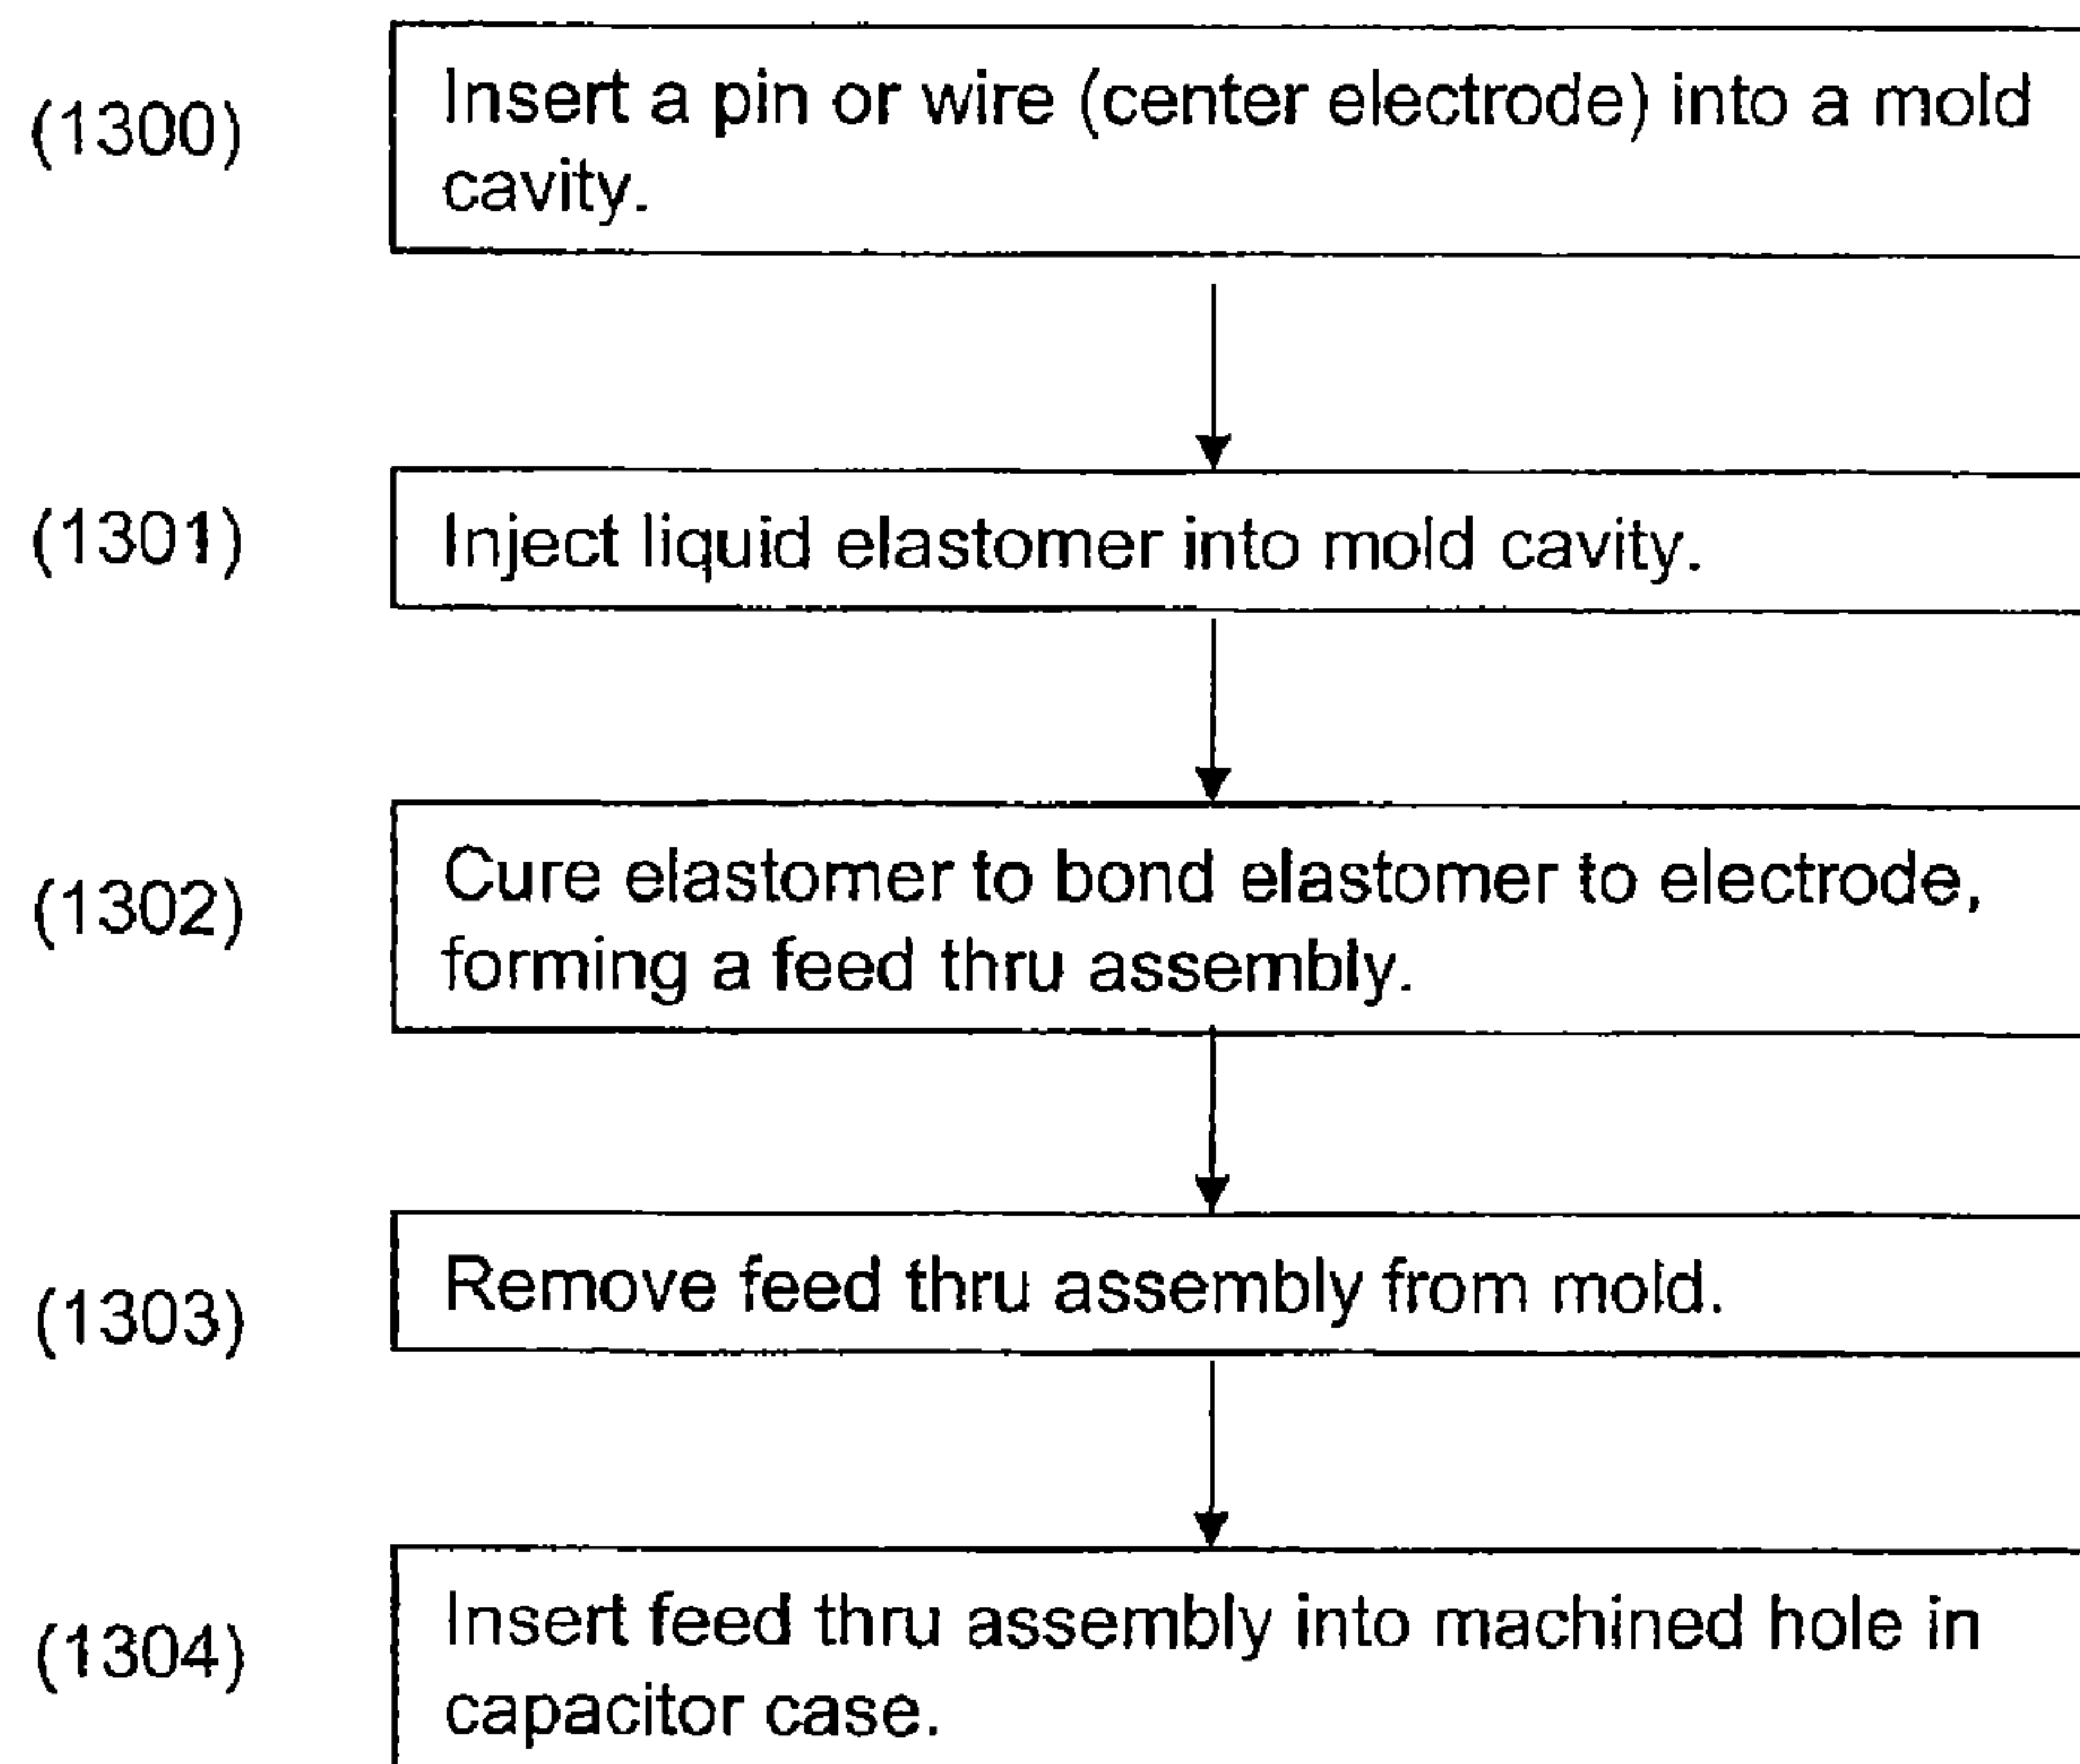 (1300)
Insert a pin or wire (center electrode) into a mold
cavity.
(1301)
Inject liquid elastomer into mold cavity.
(1302)
Cure elastomer to bond elastomer to electrode,
forming a feed thru assembly.
(1303)
Remove feed thru assembly from mold.
(1304)
Insert feed thru assembly into machined hole in
capacitor case.